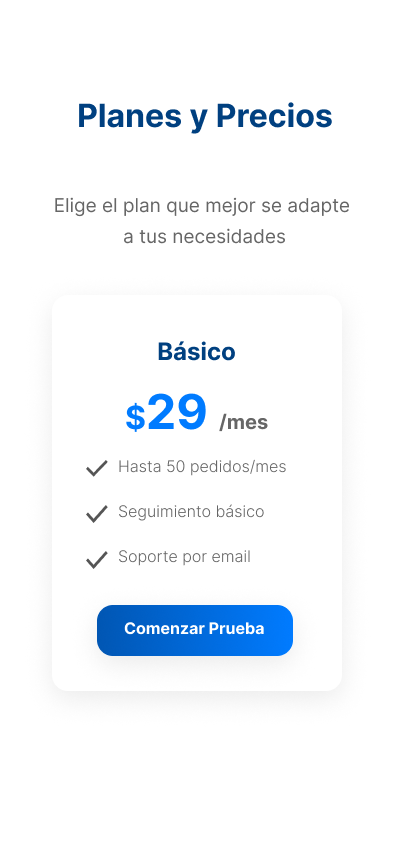 Planes y Precios
Elige el plan que mejor se adapte
a tus necesidades
Básico
$29 /mes
Hasta 50 pedidos/mes
Seguimiento básico
Soporte por email
Comenzar Prueba